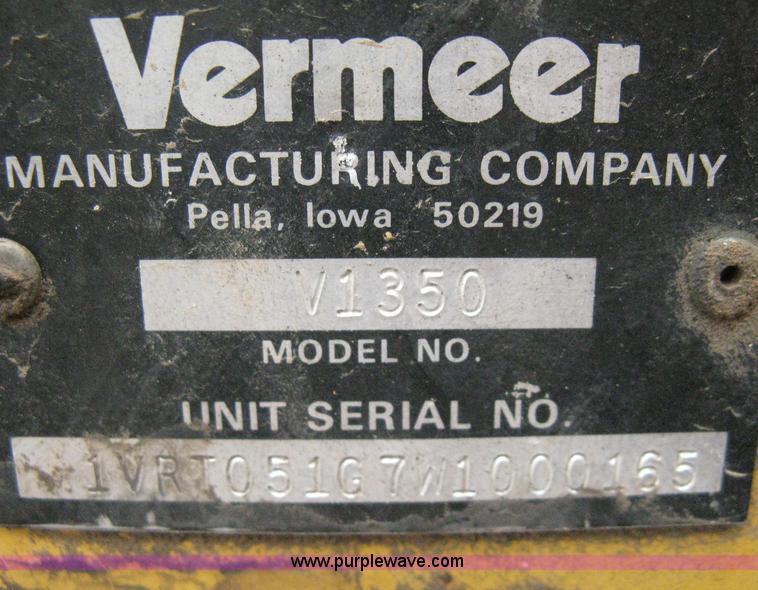 Vermeer
MANUFACTURING COMPANY
Pella, Iowa 50219
V1350
MODEL NO.
UNIT SERIAL NO.
1VRT051G7W1000165
www.purplewave.com